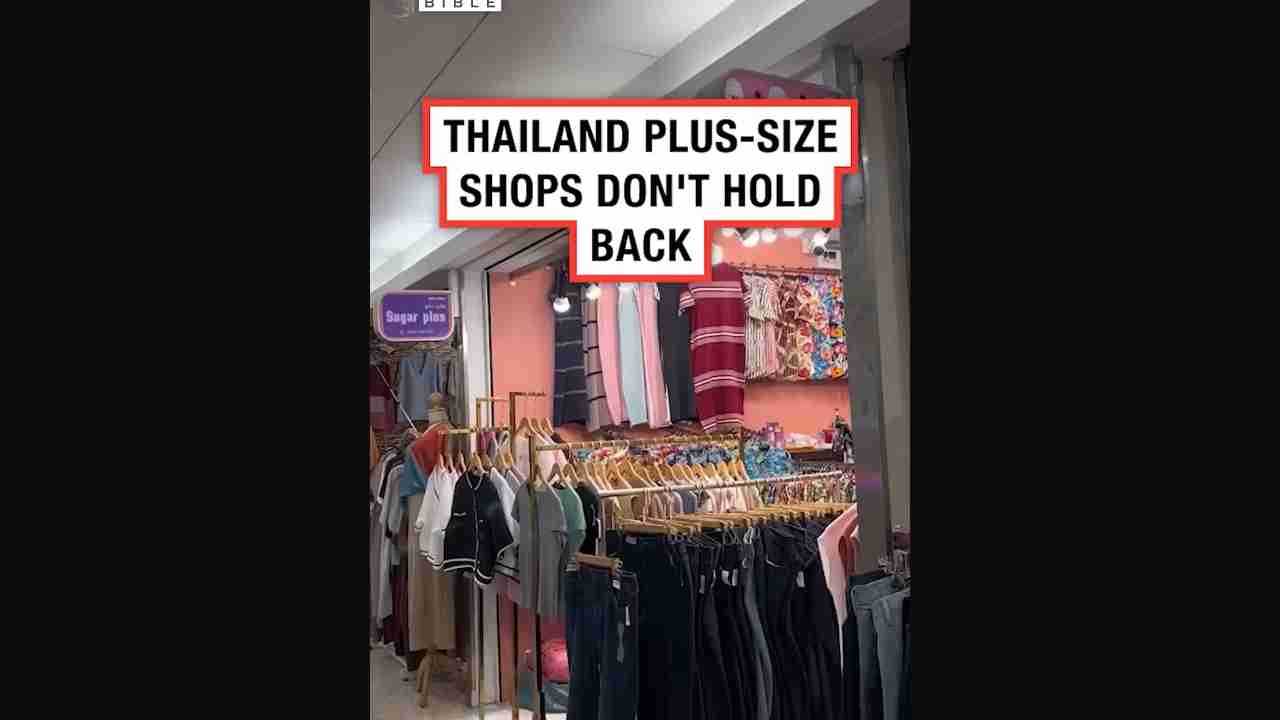 BIBLE
THAILAND PLUS-SIZE
SHOPS DON'T HOLD
BACK
Sugar plus